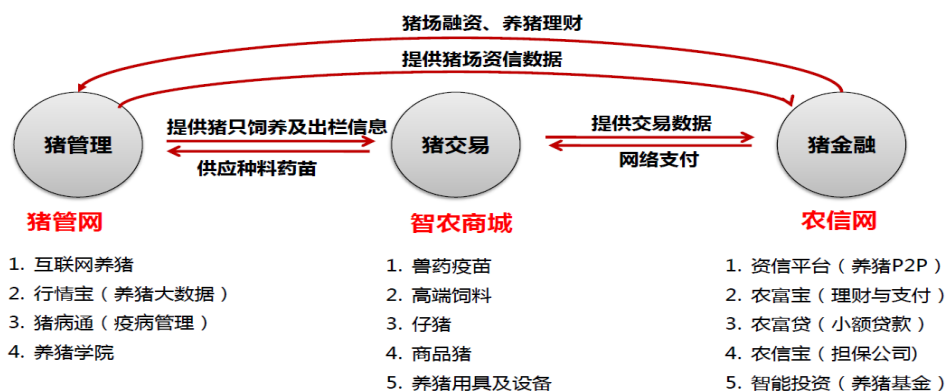 猪场融资、养猪理财
提供猪场资信数据
猪管理
提供猪只饲养及出栏信息
供应种料药苗
猪交易
提供交易数据
网络支付
猪金融
猪管网
智农商城
农信网
1. 互联网养猪
2. 行情宝（养猪大数据）
3. 猪病通（疫病管理）
4. 养猪学院
1. 兽药疫苗
2. 高端饲料
3. 仔猪
4. 商品猪
5. 养猪用具及设备
1. 资信平台（养猪P2P）
2. 农富宝（理财与支付）
3. 农富贷（小额贷款）
4. 农信宝（担保公司)
5. 智能投资（养猪基金）